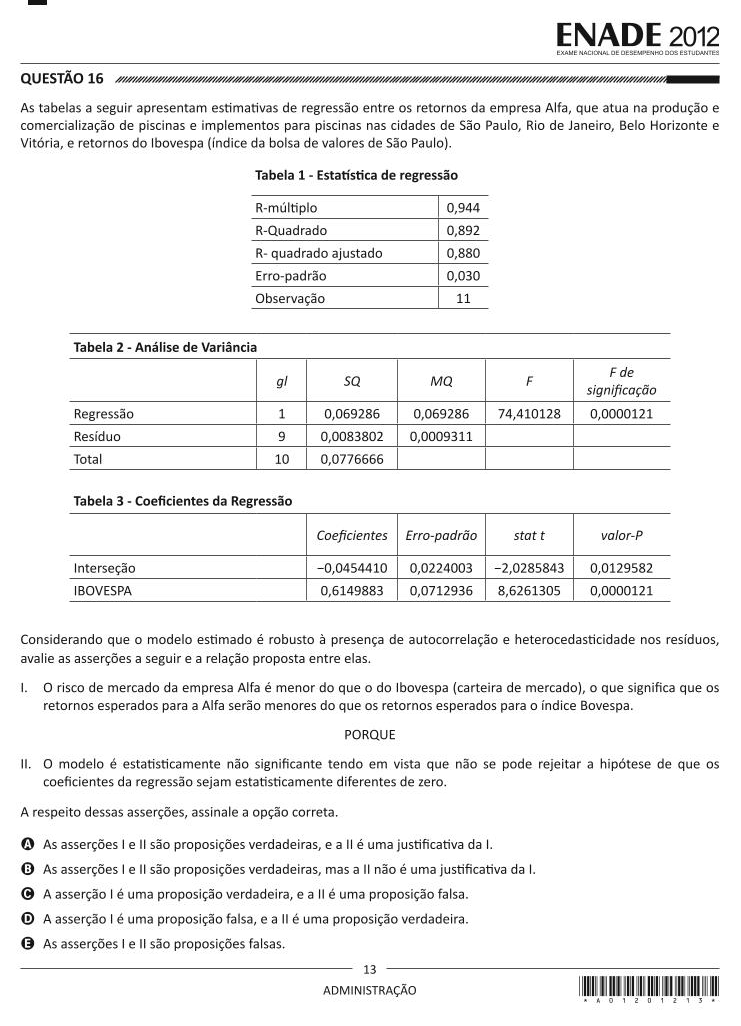 ENADE 2012
EXAME NACIONAL DE DESEMPENHO DOS ESTUDANTES
QUESTÃO 16
As tabelas a seguir apresentam estimativas de regressão entre os retornos da empresa Alfa, que atua na produção e
comercialização de piscinas e implementos para piscinas nas cidades de São Paulo, Rio de Janeiro, Belo Horizonte e
Vitória, e retornos do Ibovespa (índice da bolsa de valores de São Paulo).
Tabela 1 - Estatística de regressão
R-múltiplo 0,944
R-Quadrado 0,892
R- quadrado ajustado 0,880
Erro-padrão 0,030
Observação 11
Tabela 2 - Análise de Variância
gl SQ MQ F F de
significação
Regressão 1 0,069286 0,069286 74,410128 0,0000121
Resíduo 9 0,0083802 0,0009311
Total 10 0,0776666
Tabela 3 - Coeficientes da Regressão
Coeficientes Erro-padrão stat t valor-P
Interseção −0,0454410 0,0224003 −2,0285843 0,0129582
IBOVESPA 0,6149883 0,0712936 8,6261305 0,0000121
Considerando que o modelo estimado é robusto à presença de autocorrelação e heterocedasticidade nos resíduos,
avalie as asserções a seguir e a relação proposta entre elas.
I. O risco de mercado da empresa Alfa é menor do que o do Ibovespa (carteira de mercado), o que significa que os
retornos esperados para a Alfa serão menores do que os retornos esperados para o índice Bovespa.
PORQUE
II. O modelo é estatisticamente não significante tendo em vista que não se pode rejeitar a hipótese de que os
coeficientes da regressão sejam estatisticamente diferentes de zero.
A respeito dessas asserções, assinale a opção correta.
A As asserções I e II são proposições verdadeiras, e a II é uma justificativa da I.
B As asserções I e II são proposições verdadeiras, mas a II não é uma justificativa da I.
C A asserção I é uma proposição verdadeira, e a II é uma proposição falsa.
D A asserção I é uma proposição falsa, e a II é uma proposição verdadeira.
E As asserções I e II são proposições falsas.
13
ADMINISTRAÇÃO
* A 0 1 2 0 1 2 1 3 *